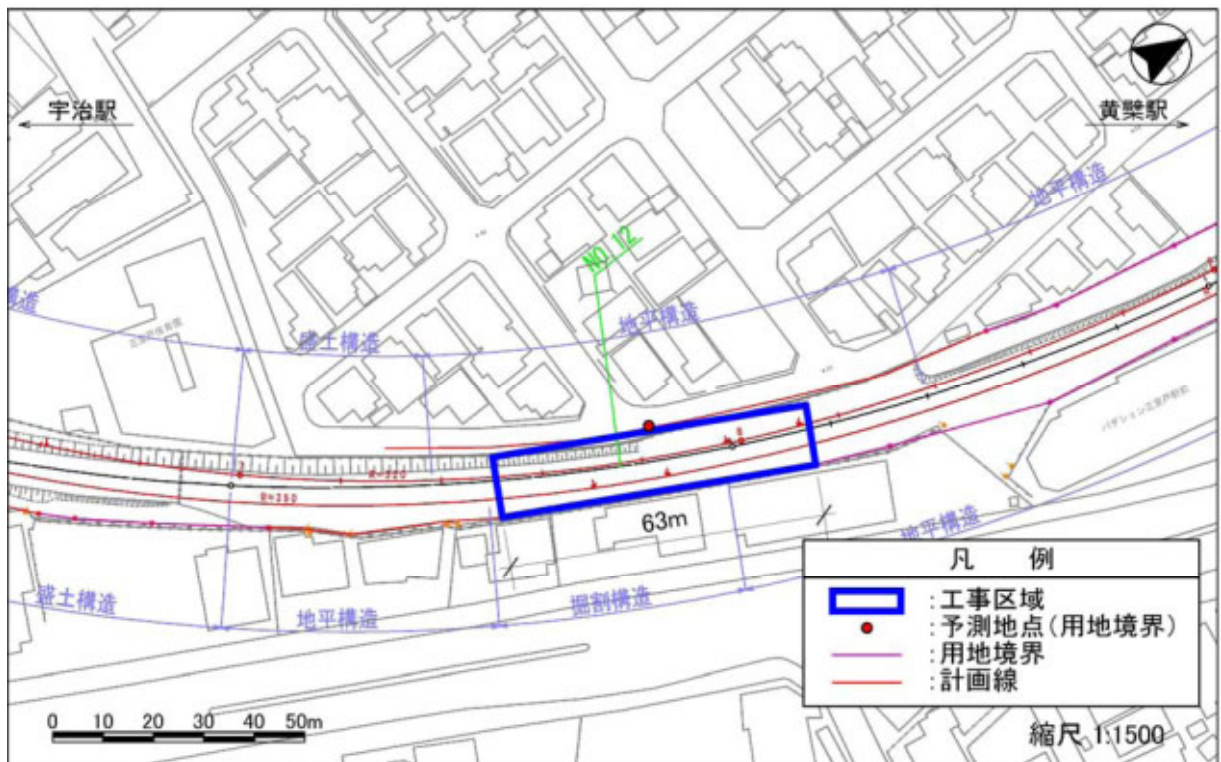 宇治駅
黄檗駅
地平構造
NO.12
構造
盛土構造
地平構造
R=320
R=350
63m
盛土構造
地平構造
掘割構造
地平構造
凡 例
:工事区域
:予測地点(用地境界)
:用地境界
:計画線
0 10 20 30 40 50m
縮尺 1:1500